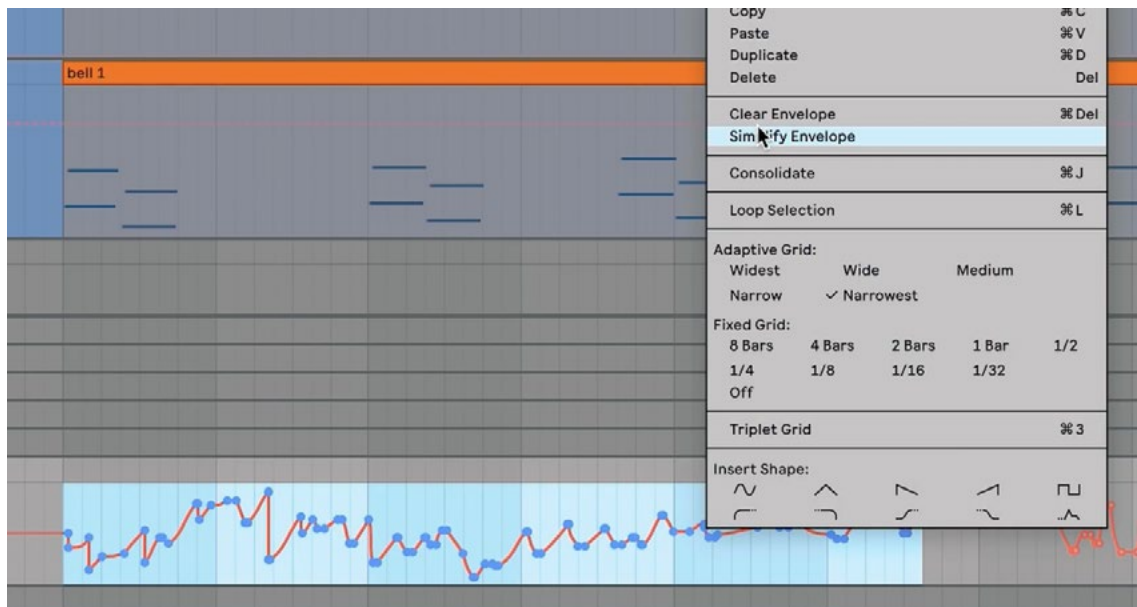 Copy ⌘C
bell 1
Paste ⌘V
Duplicate ⌘D
Delete Del
Clear Envelope ⌘Del
Simplify Envelope
Consolidate ⌘J
Loop Selection ⌘L
Adaptive Grid:
Widest Wide Medium
Narrow ✓ Narrowest
Fixed Grid:
8 Bars 4 Bars 2 Bars 1 Bar 1/2
1/4 1/8 1/16 1/32
Off
Triplet Grid ⌘3
Insert Shape: